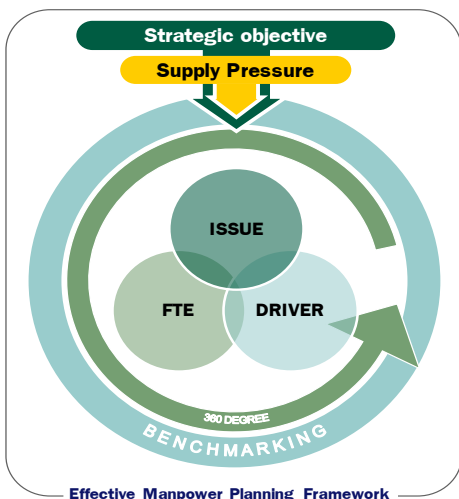 Strategic objective
Supply Pressure
ISSUE
FTE
DRIVER
360 DEGREE
BENCHMARKING
Effective Manpower Planning Framework